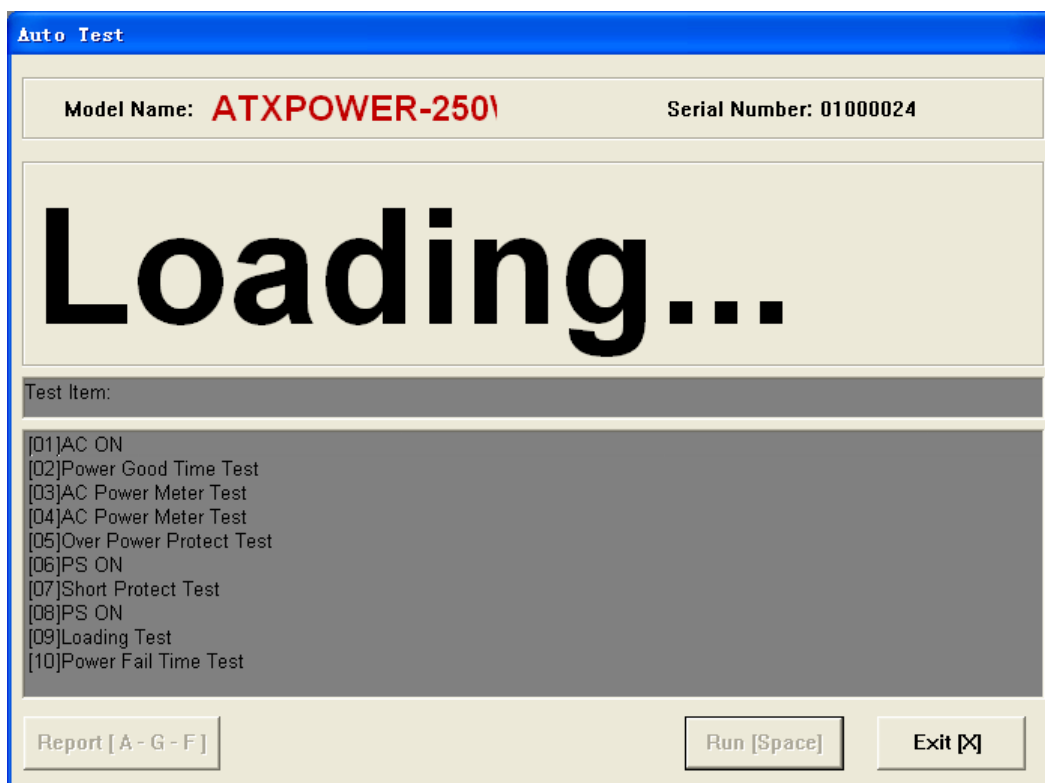 Auto Test
Model Name: ATXPOWER-250
Serial Number: 01000024
Loading...
Test Item:
[01]AC ON
[02]Power Good Time Test
[03]AC Power Meter Test
[04]AC Power Meter Test
[05]Over Power Protect Test
[06]PS ON
[07]Short Protect Test
[08]PS ON
[09]Loading Test
[10]Power Fail Time Test
Report [ A - G - F ]
Run [Space]
Exit [X]